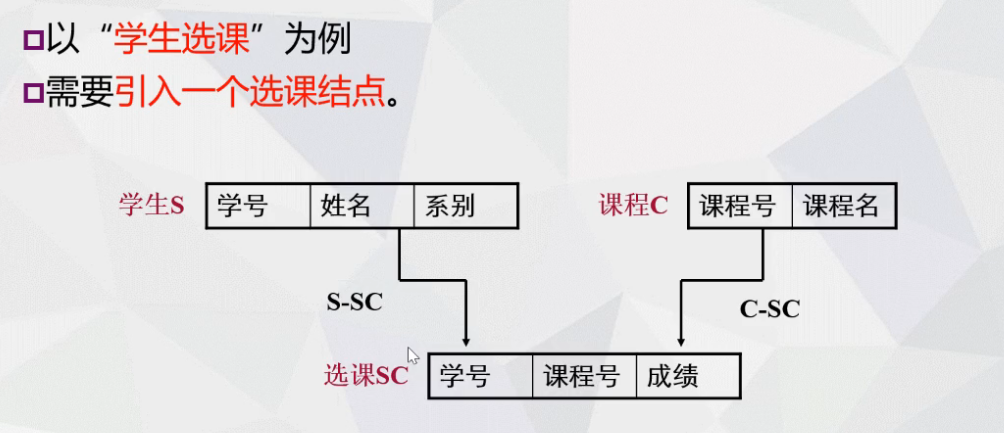 以“学生选课”为例
需要引入一个选课结点。
学生S 学号 姓名 系别
课程C 课程号 课程名
S-SC
C-SC
选课SC 学号 课程号 成绩